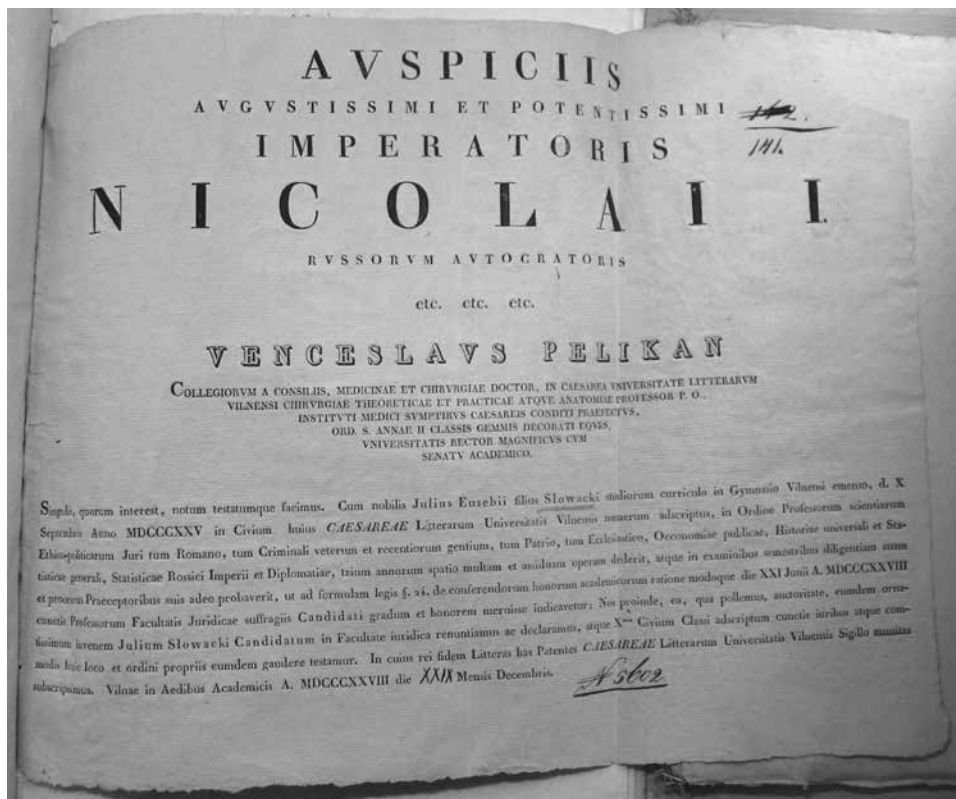 AVSPICIIS
AVGVSTISSIMI ET POTENTISSIMI
142.
IMPERATORIS
141.
NICOLAI I.
RVSSORVM AVTOCRATORIS
etc. etc. etc.
VENCESLAVS PELIKAN
COLLEGIORVM A CONSILIIS, MEDICINAE ET CHIRVRGIAE DOCTOR, IN CAESAREA VNIVERSITATE LITTERARVM
VILNENSI CHIRVRGIAE THEORETICAE ET PRACTICAE ATQVE ANATOMIAE PROFESSOR P. O.,
INSTITVTI MEDICI SVMPTIBVS CAESAREIS CONDITI PRAEFECTVS,
ORD. S. ANNAE II CLASSIS GEMMIS DECORATI EQVES,
VNIVERSITATIS RECTOR MAGNIFICVS CVM
SENATV ACADEMICO.
Singulis, quorum interest, notum testatumque facimus. Cum nobilis Julius Eusebii filius Slowacki studiorum curriculo in Gymnasio Vilnensi emenso, d. X
Septembris Anno MDCCCXXV in Civium huius CAESAREAE Litterarum Universitatis Vilnensis numerum adscriptus, in Ordine Professorum scientiarum
Ethico-politicarum Juri tum Romano, tum Criminali veterum et recentiorum gentium, tum Patrio, tum Ecclesiastico, Oeconomiae publicae, Historiae universali et Sta-
tisticae generali, Statisticae Rossici Imperii et Diplomatiae, trium annorum spatio multam et assiduam operam dederit, atque in examinibus semestribus diligentiam suam
et processum Praeceptoribus suis adeo probaverit, ut ad formulam legis §. 24. de conferendorum honorum academicorum ratione modoque die XXI Junii A. MDCCCXXVIII
cunctis Professorum Facultatis Juridicae suffragiis Candidati gradum et honorem meruisse iudicaretur; Nos proinde, ea, qua pollemus, auctoritate, eundem orna-
tissimum iuvenem Julium Slowacki Candidatum in Facultate iuridica renuntiamus ac declaramus, atque X Civium Classi adscriptum cunctis iuribus atque com-
modis huic loco et ordini propriis eumdem gaudere testamur. In cuius rei fidem Litteras has Patentes CAESAREAE Litterarum Universitatis Vilnensis Sigillo munitas
subscripsimus. Vilnae in Aedibus Academicis A. MDCCCXXVIII die XXIX Mensis Decembris.
N 5602